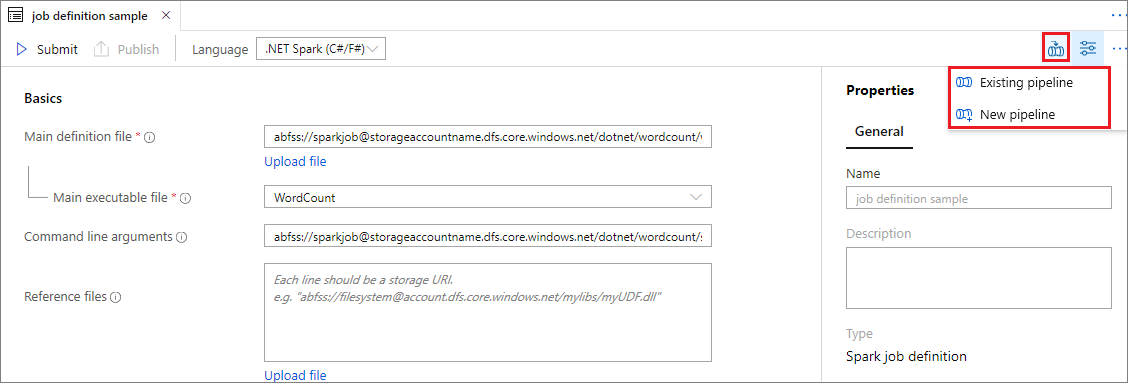 job definition sample
Submit Publish Language .NET Spark (C#/F#)
Existing pipeline
New pipeline
Basics
Main definition file *
abfss://sparkjob@storageaccountname.dfs.core.windows.net/dotnet/wordcount/
Upload file
Main executable file *
WordCount
Command line arguments
abfss://sparkjob@storageaccountname.dfs.core.windows.net/dotnet/wordcount/
Reference files
Each line should be a storage URI.
e.g. "abfss://filesystem@account.dfs.core.windows.net/mylibs/myUDF.dll"
Upload file
Properties
General
Name
job definition sample
Description
Type
Spark job definition